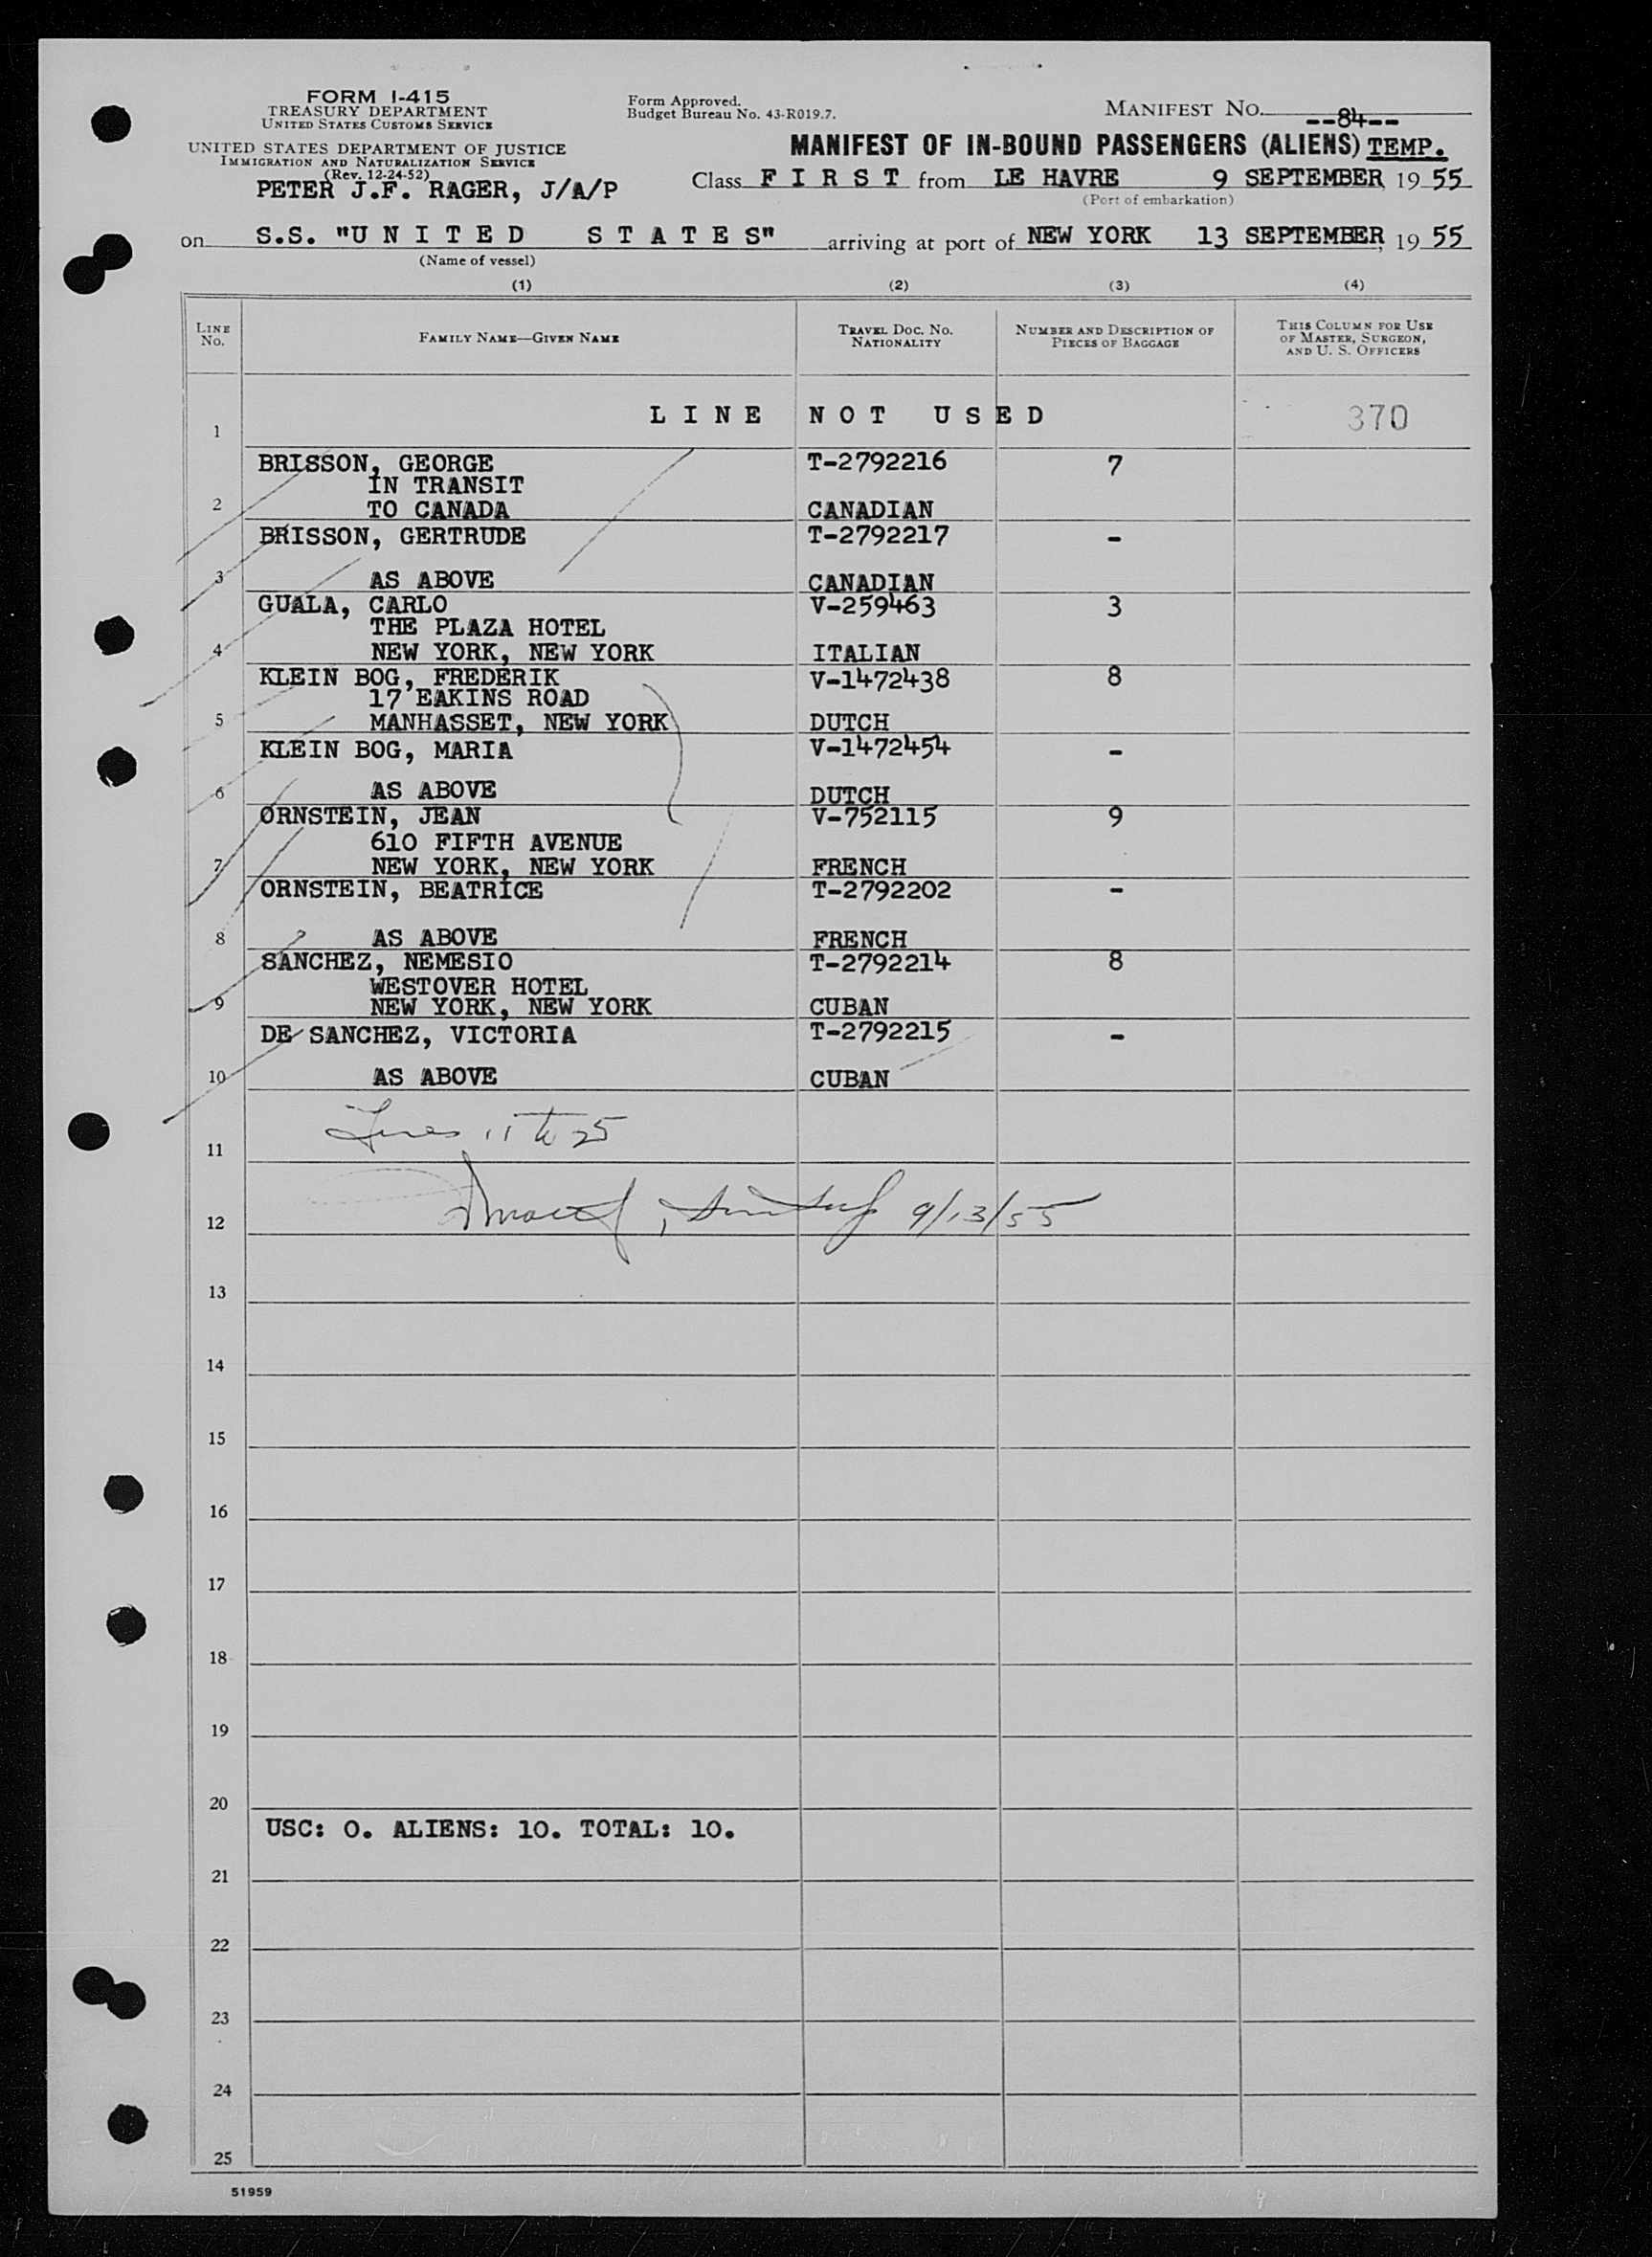 FORM I-415
TREASURY DEPARTMENT
UNITED STATES CUSTOMS SERVICE
UNITED STATES DEPARTMENT OF JUSTICE
IMMIGRATION AND NATURALIZATION SERVICE
(Rev. 12-24-52)
PETER J.F. RAGER, J/A/P
Form Approved.
Budget Bureau No. 43-R019.7.
MANIFEST NO. --84--
MANIFEST OF IN-BOUND PASSENGERS (ALIENS) TEMP.
Class F I R S T from LE HAVRE 9 SEPTEMBER, 19 55
(Port of embarkation)
on S.S. "U N I T E D S T A T E S" arriving at port of NEW YORK 13 SEPTEMBER, 19 55
(Name of vessel)
(1) (2) (3) (4)
LINE NO. FAMILY NAME—GIVEN NAME TRAVEL DOC. NO. NATIONALITY NUMBER AND DESCRIPTION OF PIECES OF BAGGAGE THIS COLUMN FOR USE OF MASTER, SURGEON, AND U. S. OFFICERS
1 L I N E N O T U S E D 370
BRISSON, GEORGE T-2792216 7
IN TRANSIT
2 TO CANADA CANADIAN
BRISSON, GERTRUDE T-2792217 -
3 AS ABOVE CANADIAN
GUALA, CARLO V-259463 3
THE PLAZA HOTEL
4 NEW YORK, NEW YORK ITALIAN
KLEIN BOG, FREDERIK V-1472438 8
17 EAKINS ROAD
5 MANHASSET, NEW YORK DUTCH
KLEIN BOG, MARIA V-1472454 -
6 AS ABOVE DUTCH
ORNSTEIN, JEAN V-752115 9
610 FIFTH AVENUE
7 NEW YORK, NEW YORK FRENCH
ORNSTEIN, BEATRICE T-2792202 -
8 AS ABOVE FRENCH
SANCHEZ, NEMESIO T-2792214 8
WESTOVER HOTEL
9 NEW YORK, NEW YORK CUBAN
DE SANCHEZ, VICTORIA T-2792215 -
10 AS ABOVE CUBAN
Lines 11 to 25
11
12 9/13/55
13
14
15
16
17
18
19
20
USC: 0. ALIENS: 10. TOTAL: 10.
21
22
23
24
25
51959